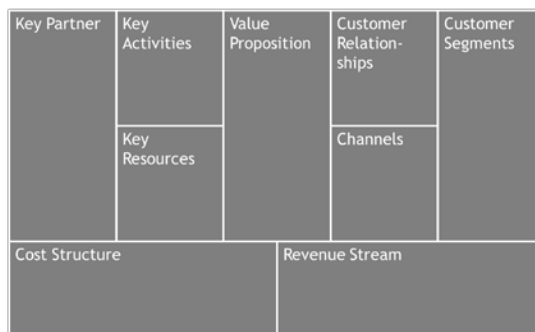 Key Partner
Key
Activities
Value
Proposition
Customer
Relation-
ships
Customer
Segments
Key
Resources
Channels
Cost Structure
Revenue Stream